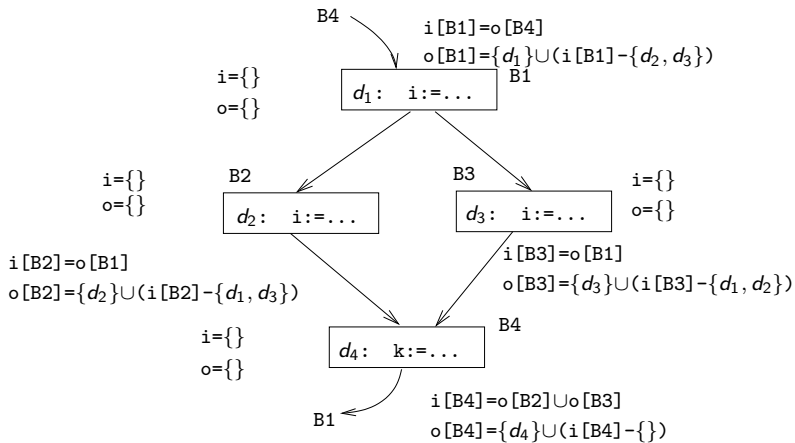 B4
i[B1]=o[B4]
o[B1]={d₁}∪(i[B1]-{d₂, d₃})
i={}
o={}
B1
d₁: i:=...
i={}
o={}
B2
d₂: i:=...
B3
d₃: i:=...
i={}
o={}
i[B2]=o[B1]
o[B2]={d₂}∪(i[B2]-{d₁, d₃})
i[B3]=o[B1]
o[B3]={d₃}∪(i[B3]-{d₁, d₂})
i={}
o={}
B4
d₄: k:=...
B1
i[B4]=o[B2]∪o[B3]
o[B4]={d₄}∪(i[B4]-{})